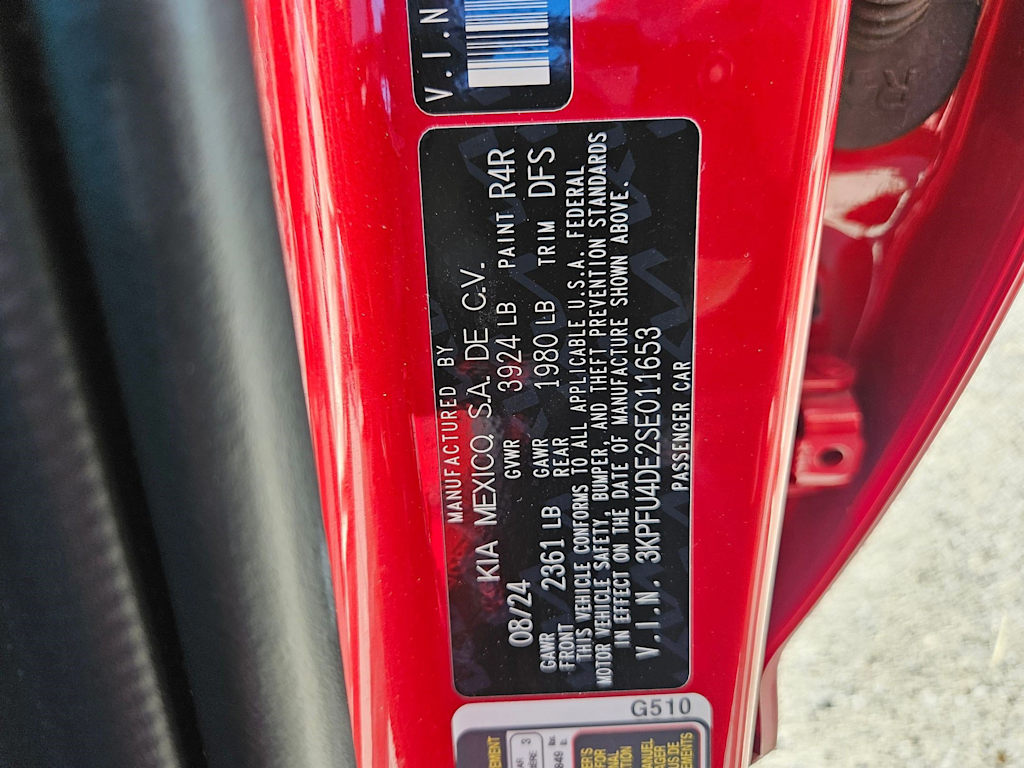 V.I.N
MANUFACTURED BY
KIA MEXICO, S.A. DE C.V.
08/24 GVWR 3924 LB PAINT R4R
GAWR FRONT 2361 LB GAWR REAR 1980 LB TRIM DFS
THIS VEHICLE CONFORMS TO ALL APPLICABLE U.S.A. FEDERAL
MOTOR VEHICLE SAFETY, BUMPER, AND THEFT PREVENTION STANDARDS
IN EFFECT ON THE DATE OF MANUFACTURE SHOWN ABOVE.
V.I.N. 3KPFU4DE2SE011653
PASSENGER CAR
G510